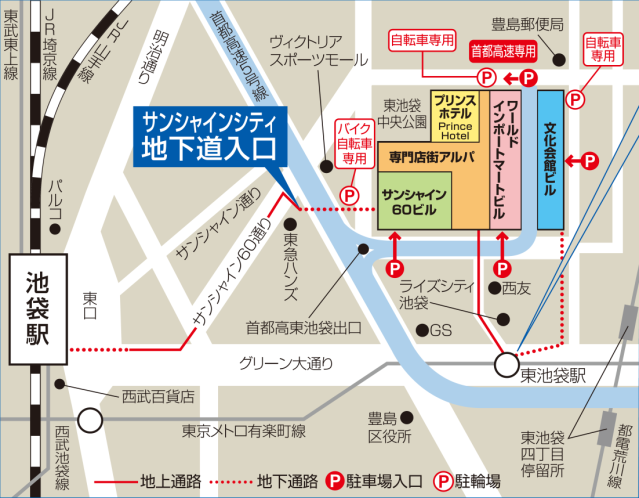 東武東上線
JR埼京線
JR山手線
明治通り
首都高速5号線
ヴィクトリア
スポーツモール
豊島郵便局
自転車専用
首都高速専用
自転車
専用
P
P
P
サンシャインシティ
地下道入口
バイク
自転車
専用
P
東池袋
中央公園
プリンス
ホテル
Prince
Hotel
ワールド
インポートマートビル
文化会館ビル
専門店街アルパ
サンシャイン
60ビル
P
P
P
パルコ
サンシャイン通り
サンシャイン60通り
東急ハンズ
池袋駅
東口
首都高東池袋出口
ライズシティ
池袋
西友
GS
グリーン大通り
東池袋駅
西武百貨店
西武池袋線
東京メトロ有楽町線
豊島
区役所
東池袋
四丁目
停留所
都電荒川線
地上通路
地下通路
P駐車場入口
P駐輪場